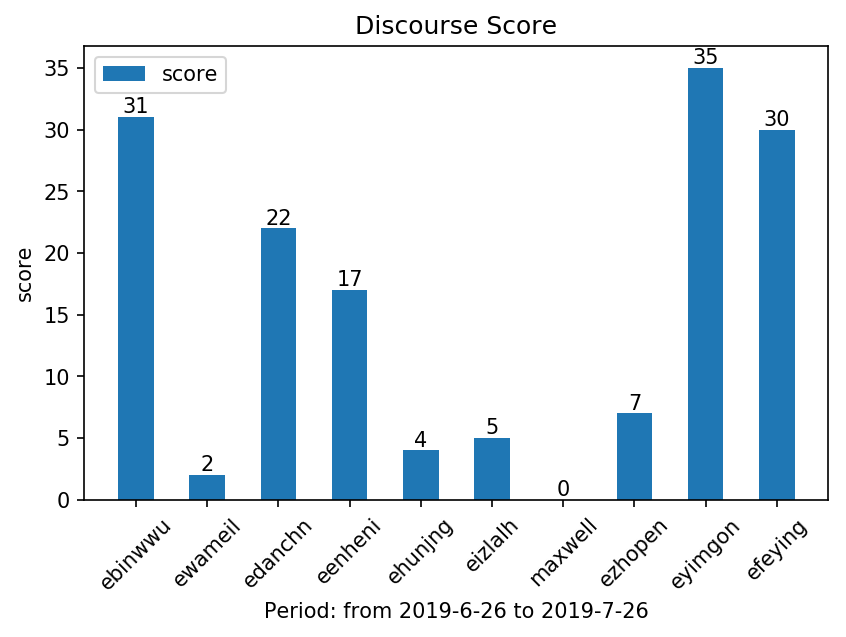 Discourse Score
score
35
30
25
20
15
10
5
0
score
31
2
22
17
4
5
0
7
35
30
ebinwwu
ewameil
edanchn
eenheni
ehunjng
eizlalh
maxwell
ezhopen
eyimgon
efeying
Period: from 2019-6-26 to 2019-7-26